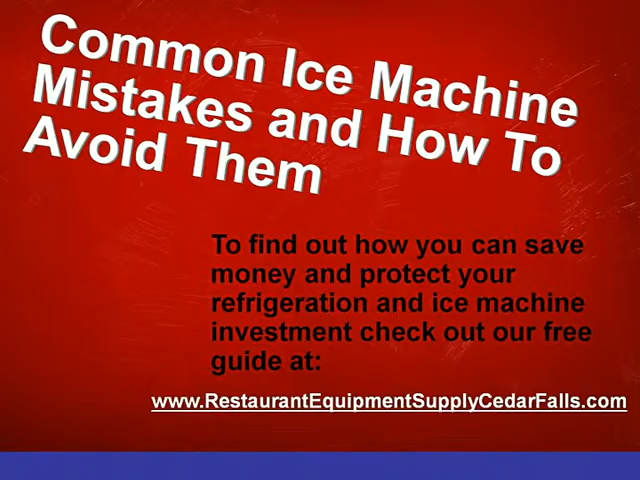 Common Ice Machine
Mistakes and How To
Avoid Them
To find out how you can save
money and protect your
refrigeration and ice machine
investment check out our free
guide at:
www.RestaurantEquipmentSupplyCedarFalls.com